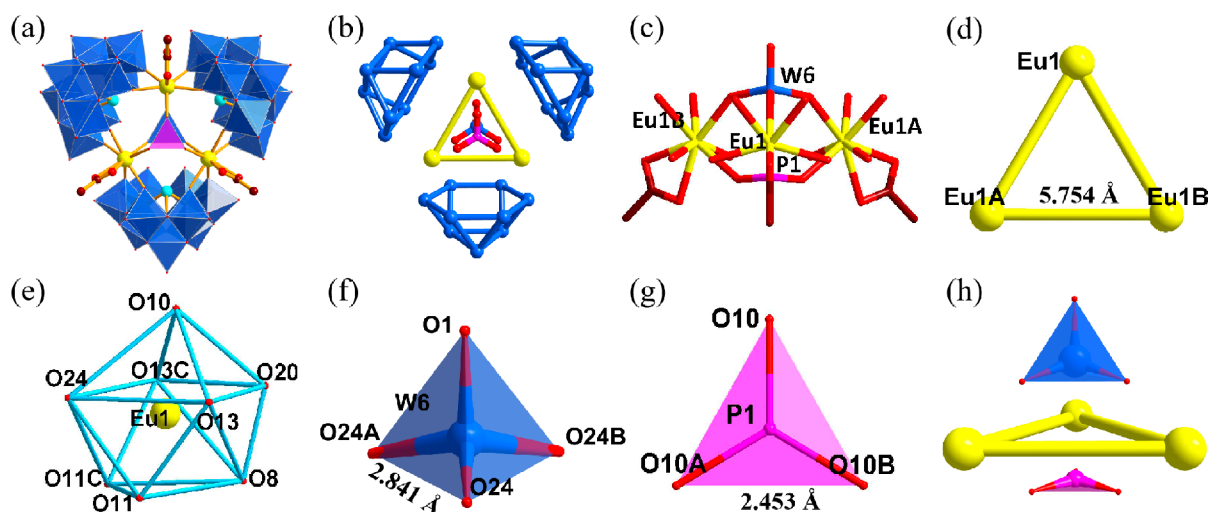 (a)
(b)
(c)
W6
Eu1B
Eu1
Eu1A
P1
(d)
Eu1
Eu1A
Eu1B
5.754 Å
(e)
O10
O24
O13C
O20
Eu1
O13
O11C
O8
O11
(f)
O1
W6
O24A
O24B
O24
2.841 Å
(g)
O10
P1
O10A
O10B
2.453 Å
(h)